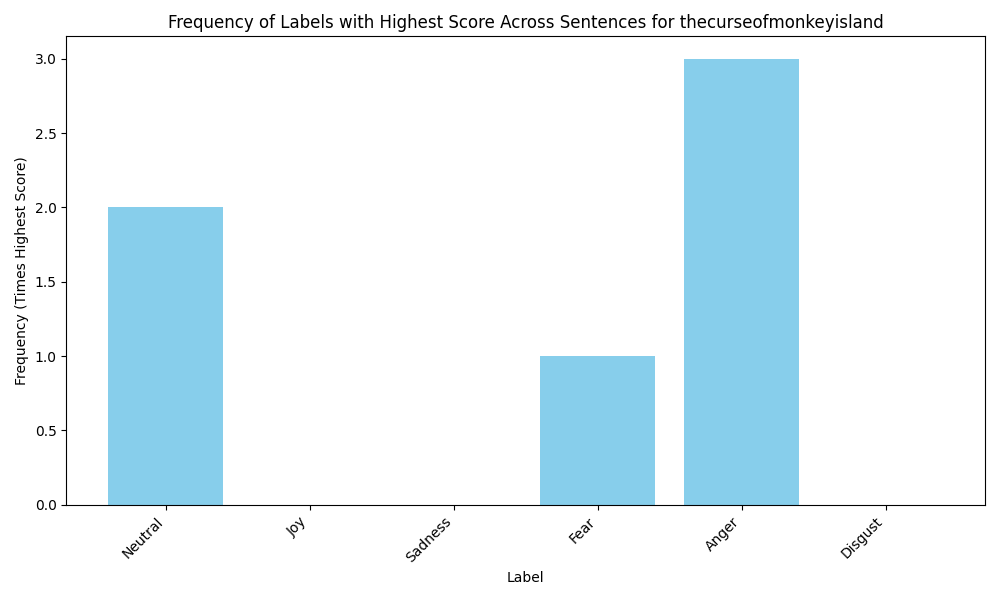 Frequency of Labels with Highest Score Across Sentences for thecurseofmonkeyisland
Frequency (Times Highest Score)
3.0
2.5
2.0
1.5
1.0
0.5
0.0
Neutral
Joy
Sadness
Fear
Anger
Disgust
Label